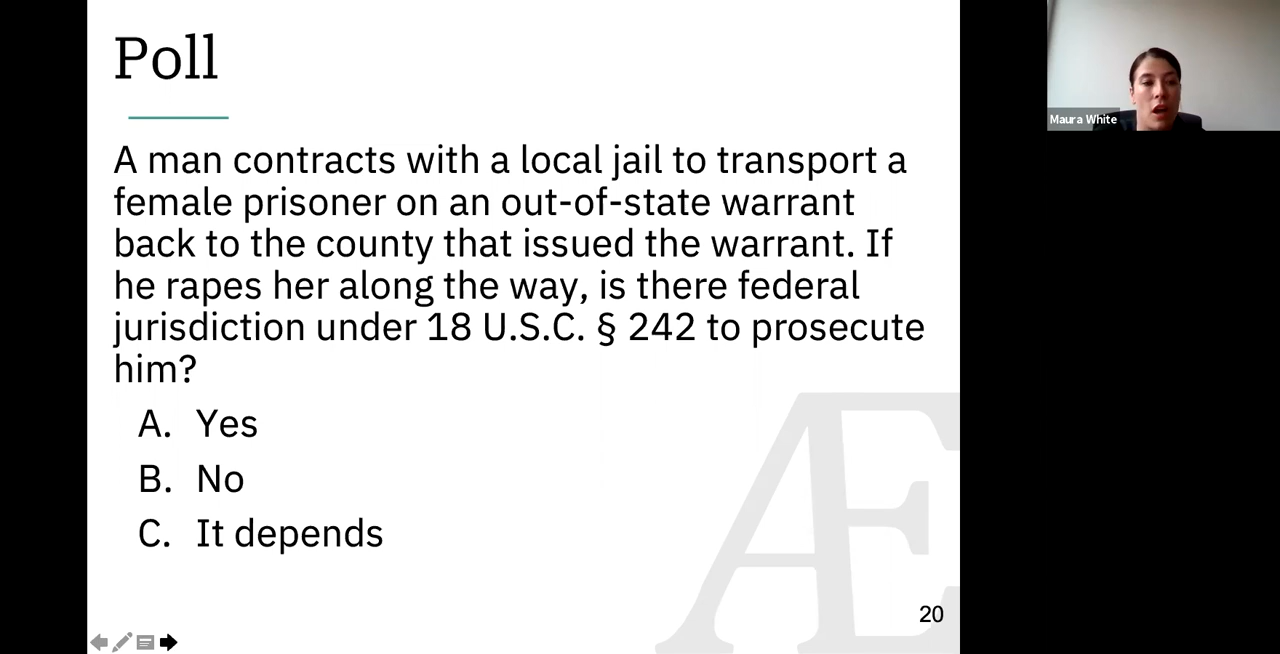 Poll
A man contracts with a local jail to transport a
female prisoner on an out-of-state warrant
back to the county that issued the warrant. If
he rapes her along the way, is there federal
jurisdiction under 18 U.S.C. § 242 to prosecute
him?
A. Yes
B. No
C. It depends
Æ
20
Maura White